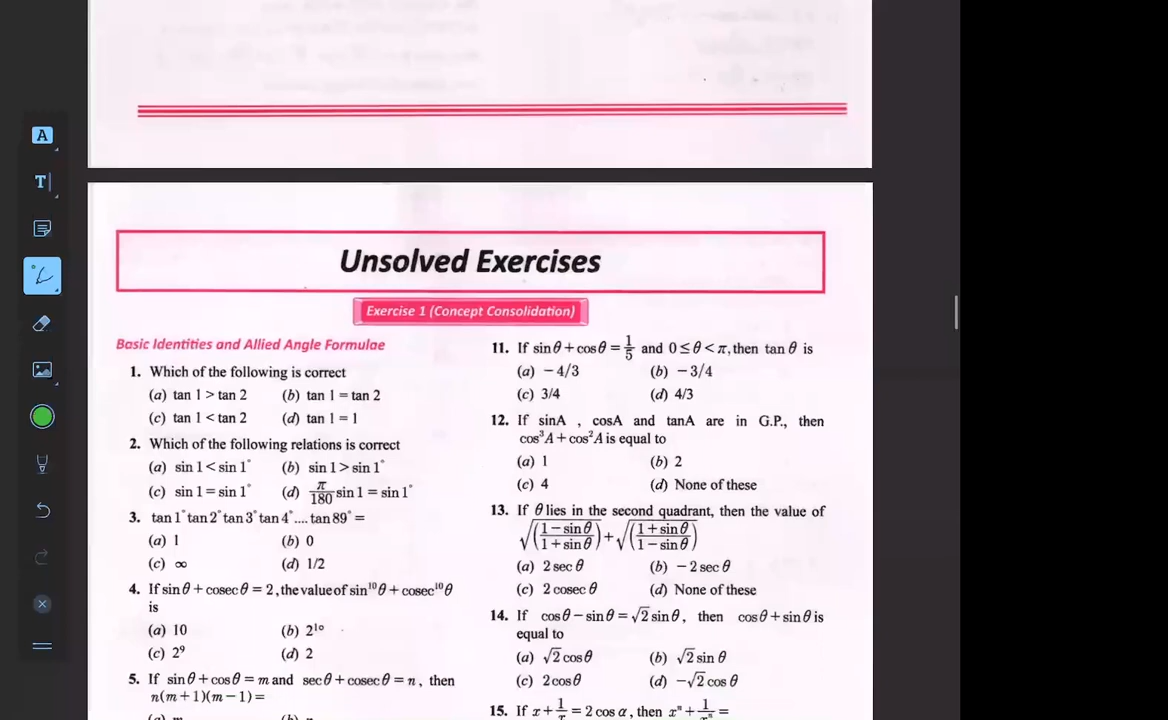 A
T
Unsolved Exercises
Exercise 1 (Concept Consolidation)
Basic Identities and Allied Angle Formulae
1. Which of the following is correct
(a) tan 1 > tan 2 (b) tan 1 = tan 2
(c) tan 1 < tan 2 (d) tan 1 = 1
2. Which of the following relations is correct
(a) sin 1 < sin 1° (b) sin 1 > sin 1°
(c) sin 1 = sin 1° (d) π/180 sin 1 = sin 1°
3. tan 1° tan 2° tan 3° tan 4° .... tan 89° =
(a) 1 (b) 0
(c) ∞ (d) 1/2
4. If sin θ + cosec θ = 2, the value of sin¹⁰ θ + cosec¹⁰ θ
is
(a) 10 (b) 2¹⁰
(c) 2⁹ (d) 2
5. If sin θ + cos θ = m and sec θ + cosec θ = n, then
n(m+1)(m−1) =
11. If sin θ + cos θ = 1/5 and 0 ≤ θ < π, then tan θ is
(a) −4/3 (b) −3/4
(c) 3/4 (d) 4/3
12. If sinA , cosA and tanA are in G.P., then
cos³A + cos²A is equal to
(a) 1 (b) 2
(c) 4 (d) None of these
13. If θ lies in the second quadrant, then the value of
√((1−sin θ)/(1+sin θ)) + √((1+sin θ)/(1−sin θ))
(a) 2 sec θ (b) −2 sec θ
(c) 2 cosec θ (d) None of these
14. If cos θ − sin θ = √2 sin θ, then cos θ + sin θ is
equal to
(a) √2 cos θ (b) √2 sin θ
(c) 2 cos θ (d) −√2 cos θ
15. If x + 1/x = 2 cos α, then xⁿ + 1/xⁿ =